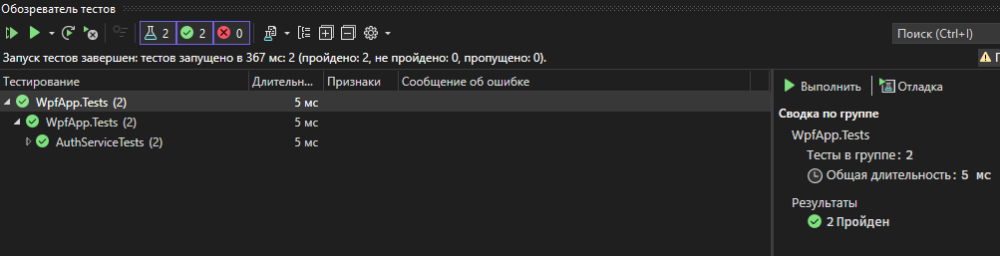 Обозреватель тестов
2 2 0
Поиск (Ctrl+I)
Запуск тестов завершен: тестов запущено в 367 мс: 2 (пройдено: 2, не пройдено: 0, пропущено: 0).
Тестирование Длительн... Признаки Сообщение об ошибке
WpfApp.Tests (2) 5 мс
WpfApp.Tests (2) 5 мс
AuthServiceTests (2) 5 мс
Выполнить Отладка
Сводка по группе
WpfApp.Tests
Тесты в группе: 2
Общая длительность: 5 мс
Результаты
2 Пройден